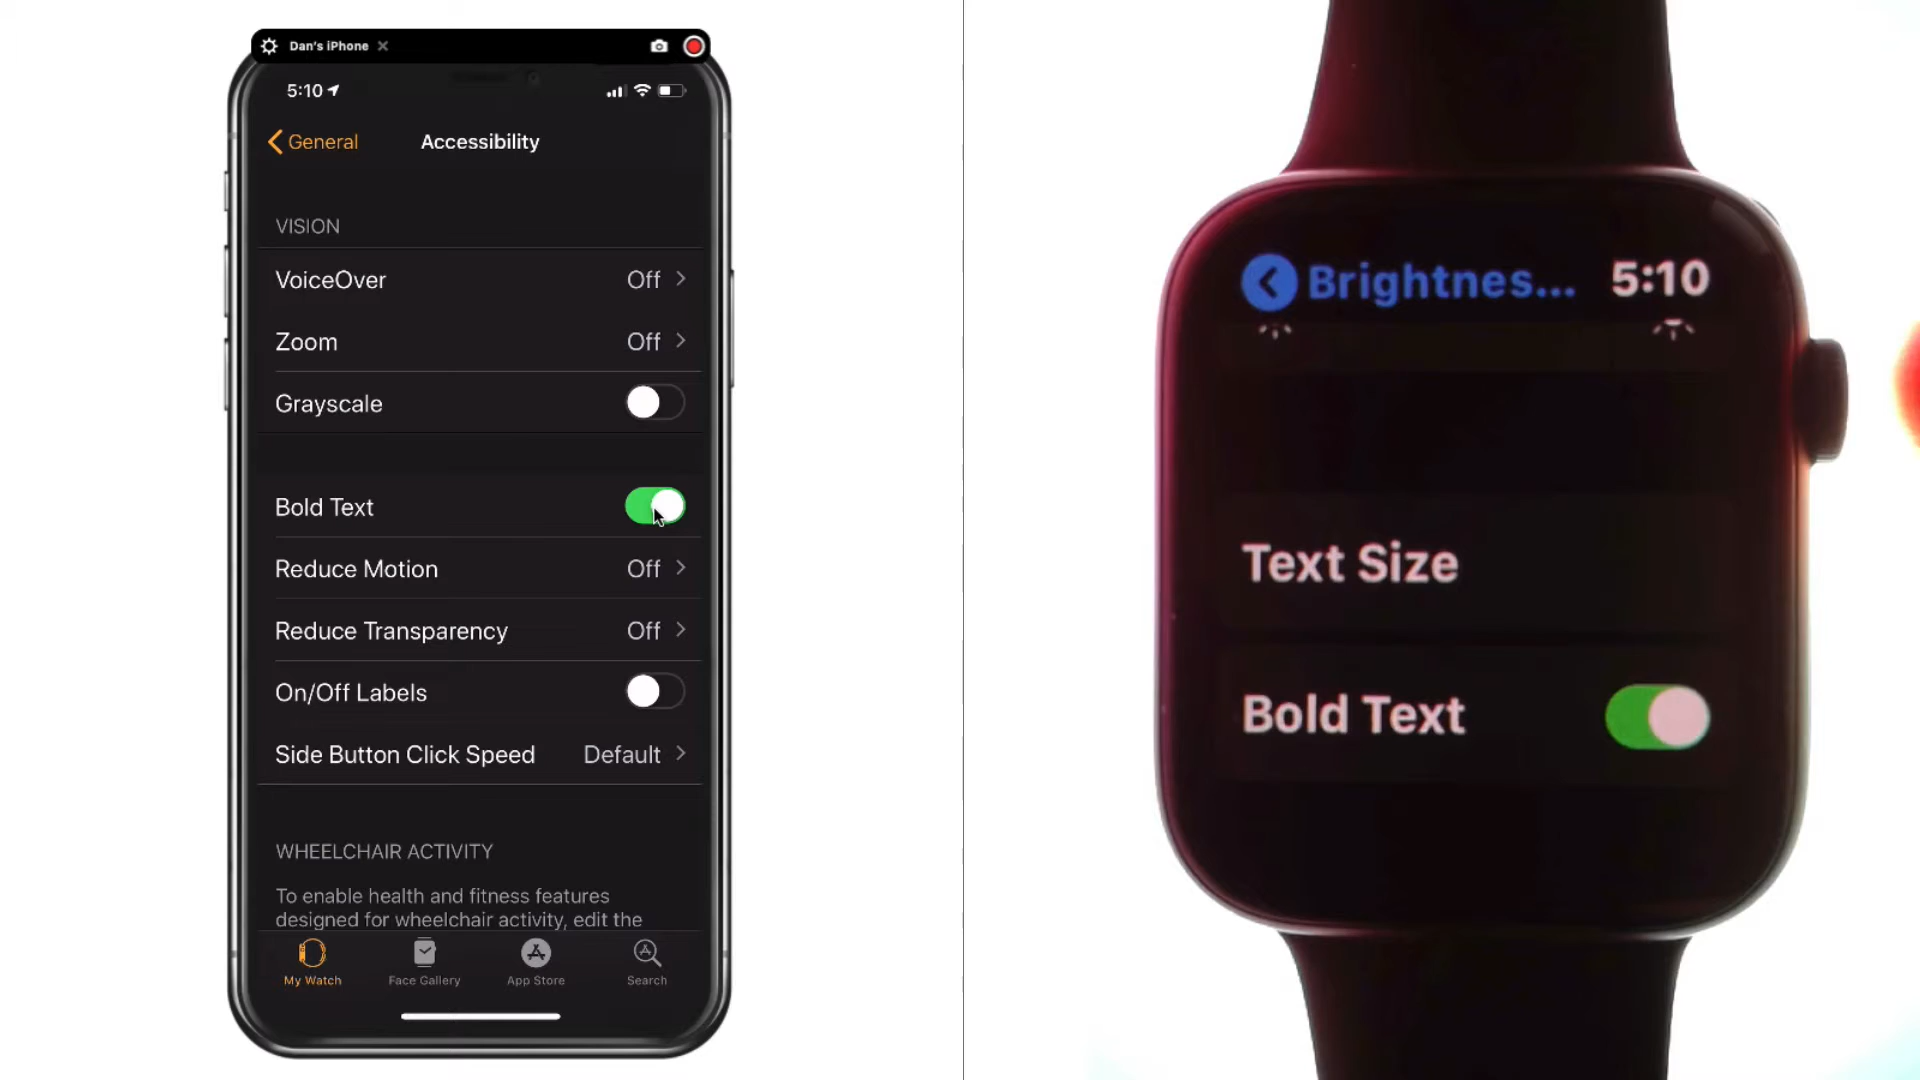 Dan's iPhone
5:10
General
Accessibility
VISION
VoiceOver Off
Zoom Off
Grayscale
Bold Text
Reduce Motion Off
Reduce Transparency Off
On/Off Labels
Side Button Click Speed Default
WHEELCHAIR ACTIVITY
To enable health and fitness features
designed for wheelchair activity, edit the
My Watch Face Gallery App Store Search
Brightnes... 5:10
Text Size
Bold Text